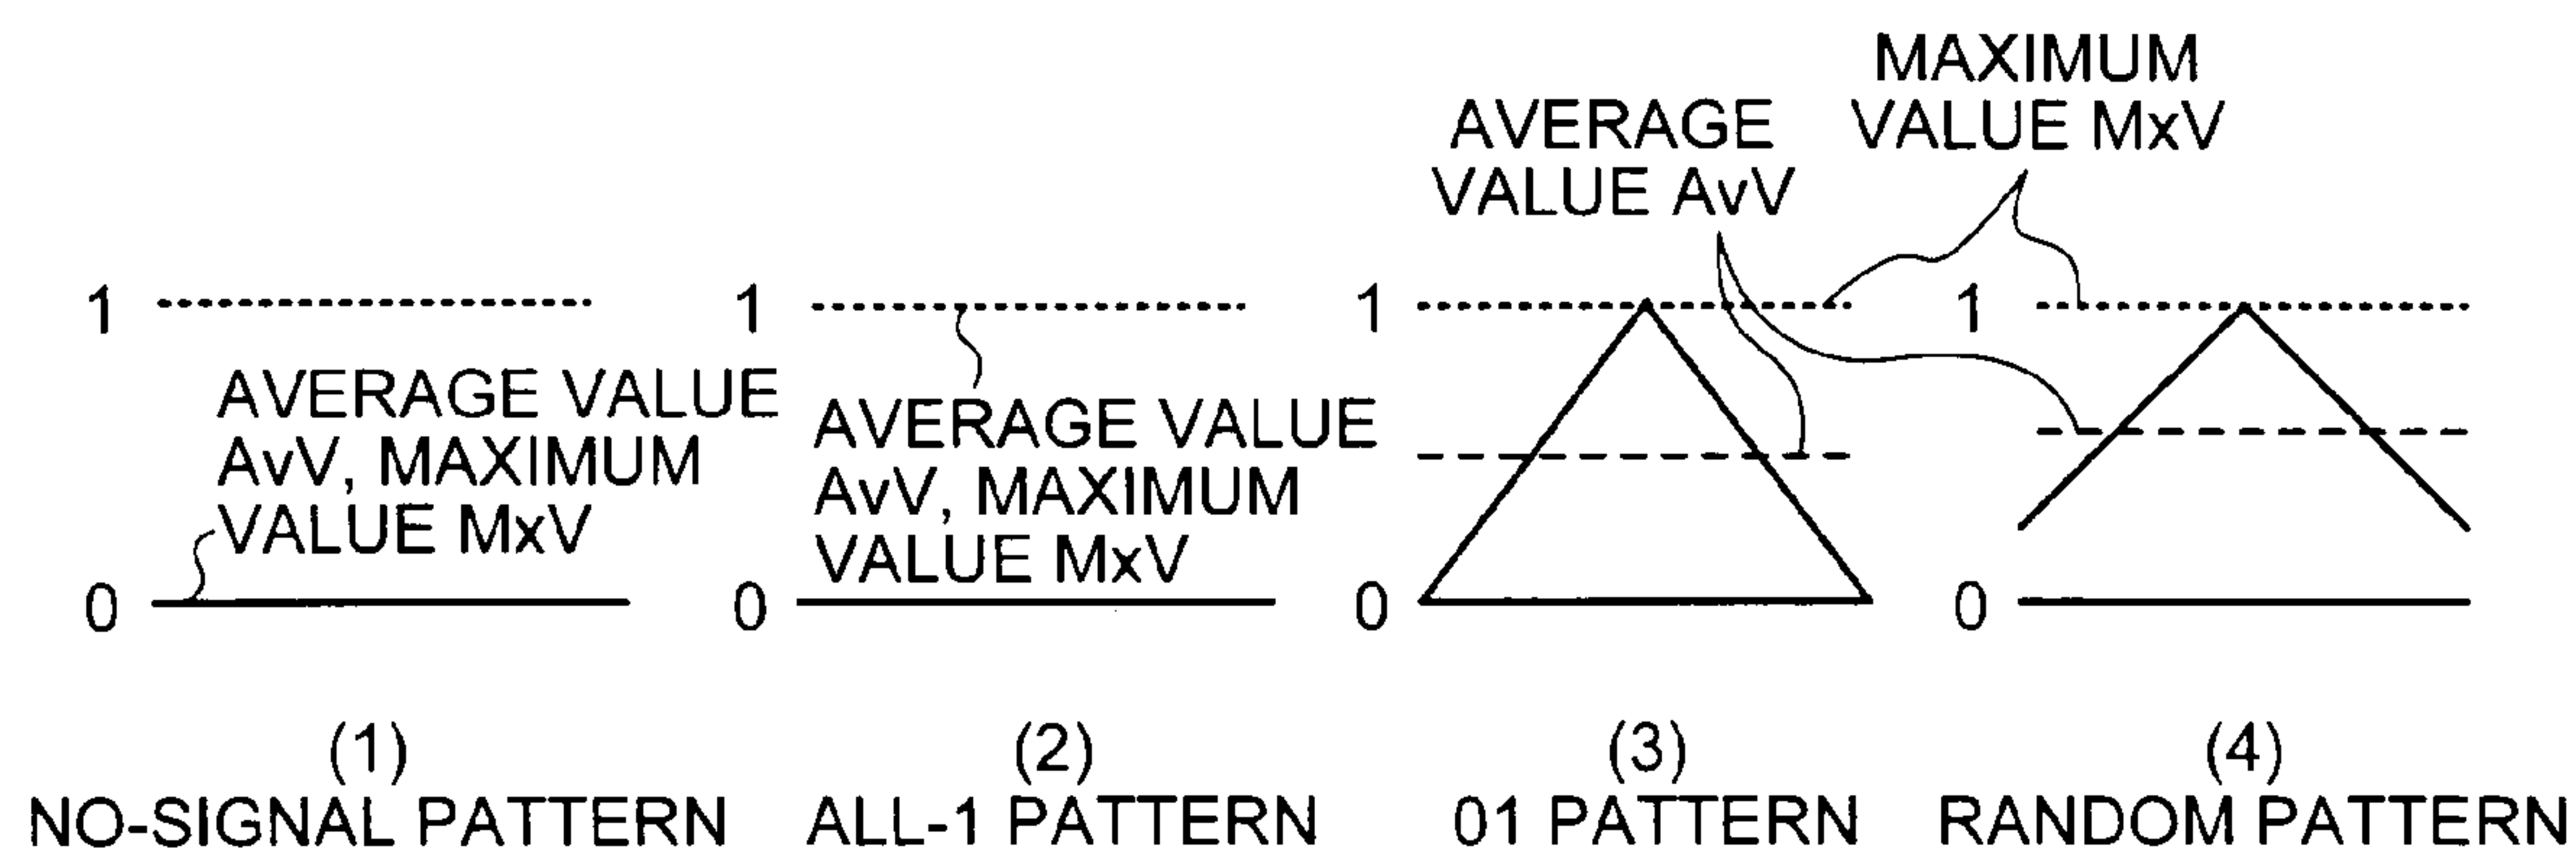 MAXIMUM
VALUE MxV
AVERAGE
VALUE AvV
1
AVERAGE VALUE
AvV, MAXIMUM
VALUE MxV
0
(1)
NO-SIGNAL PATTERN
1
AVERAGE VALUE
AvV, MAXIMUM
VALUE MxV
0
(2)
ALL-1 PATTERN
1
0
(3)
01 PATTERN
1
0
(4)
RANDOM PATTERN